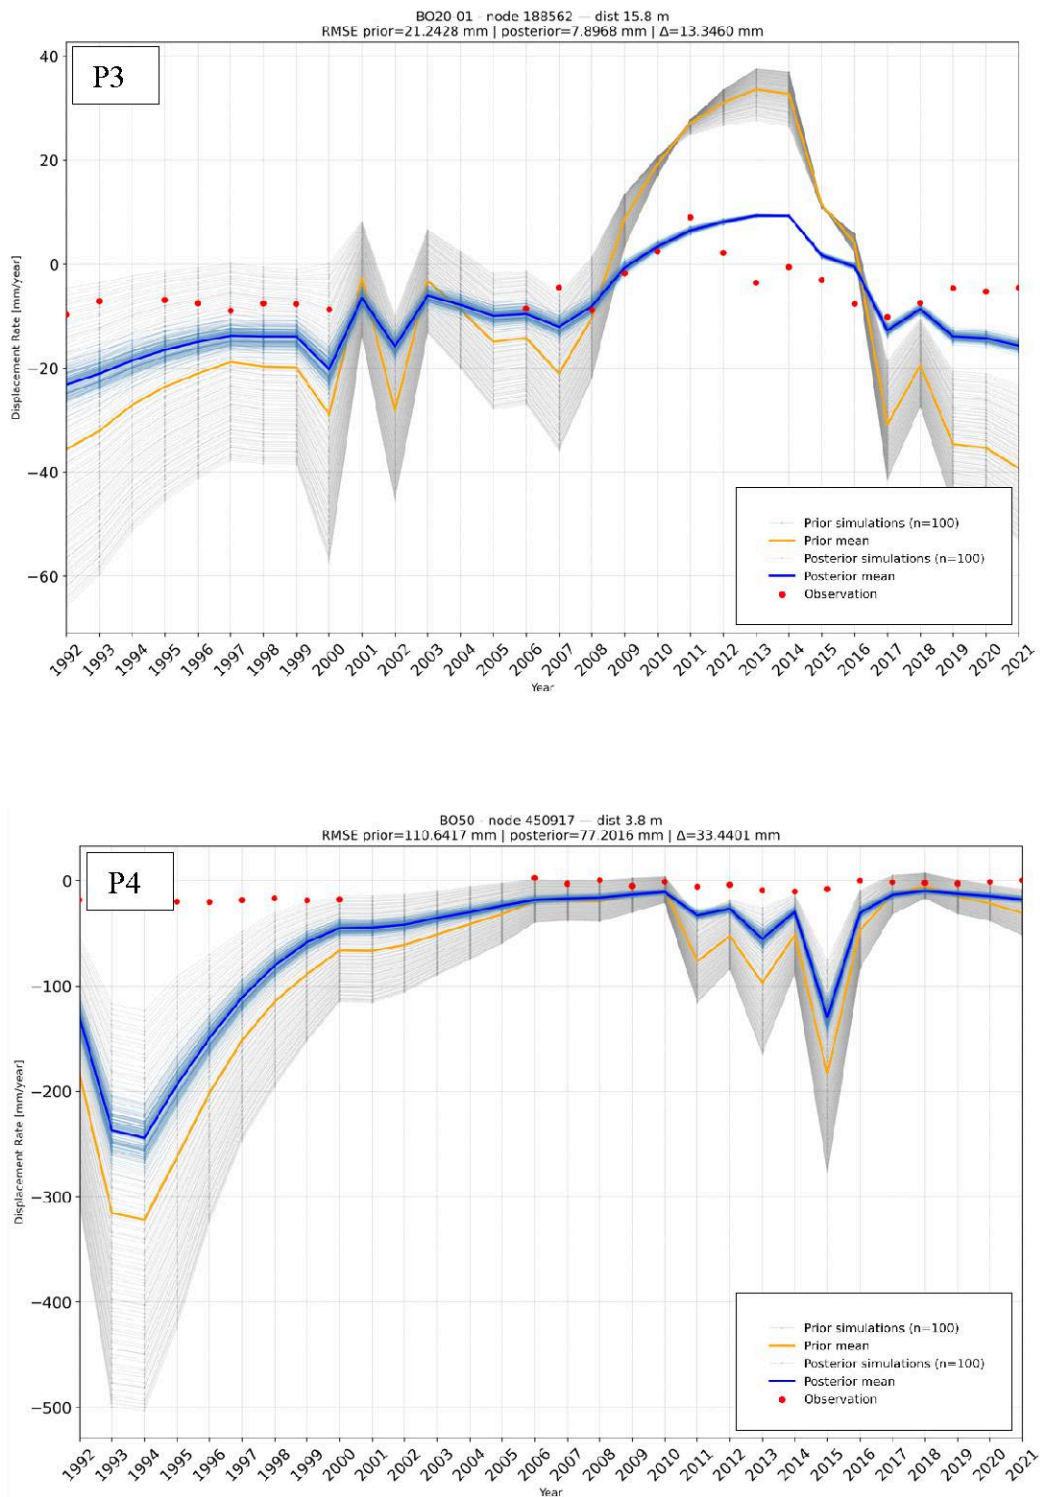 BO20-01 - node 188562 — dist 15.8 m
RMSE prior=21.2428 mm | posterior=7.8968 mm | Δ=13.3460 mm
P3
40
20
0
−20
−40
−60
Displacement Rate [mm/year]
Prior simulations (n=100)
Prior mean
Posterior simulations (n=100)
Posterior mean
Observation
1992 1993 1994 1995 1996 1997 1998 1999 2000 2001 2002 2003 2004 2005 2006 2007 2008 2009 2010 2011 2012 2013 2014 2015 2016 2017 2018 2019 2020 2021
Year
BO50 - node 450917 — dist 3.8 m
RMSE prior=110.6417 mm | posterior=77.2016 mm | Δ=33.4401 mm
P4
0
−100
−200
−300
−400
−500
Displacement Rate [mm/year]
Prior simulations (n=100)
Prior mean
Posterior simulations (n=100)
Posterior mean
Observation
1992 1993 1994 1995 1996 1997 1998 1999 2000 2001 2002 2003 2004 2005 2006 2007 2008 2009 2010 2011 2012 2013 2014 2015 2016 2017 2018 2019 2020 2021
Year